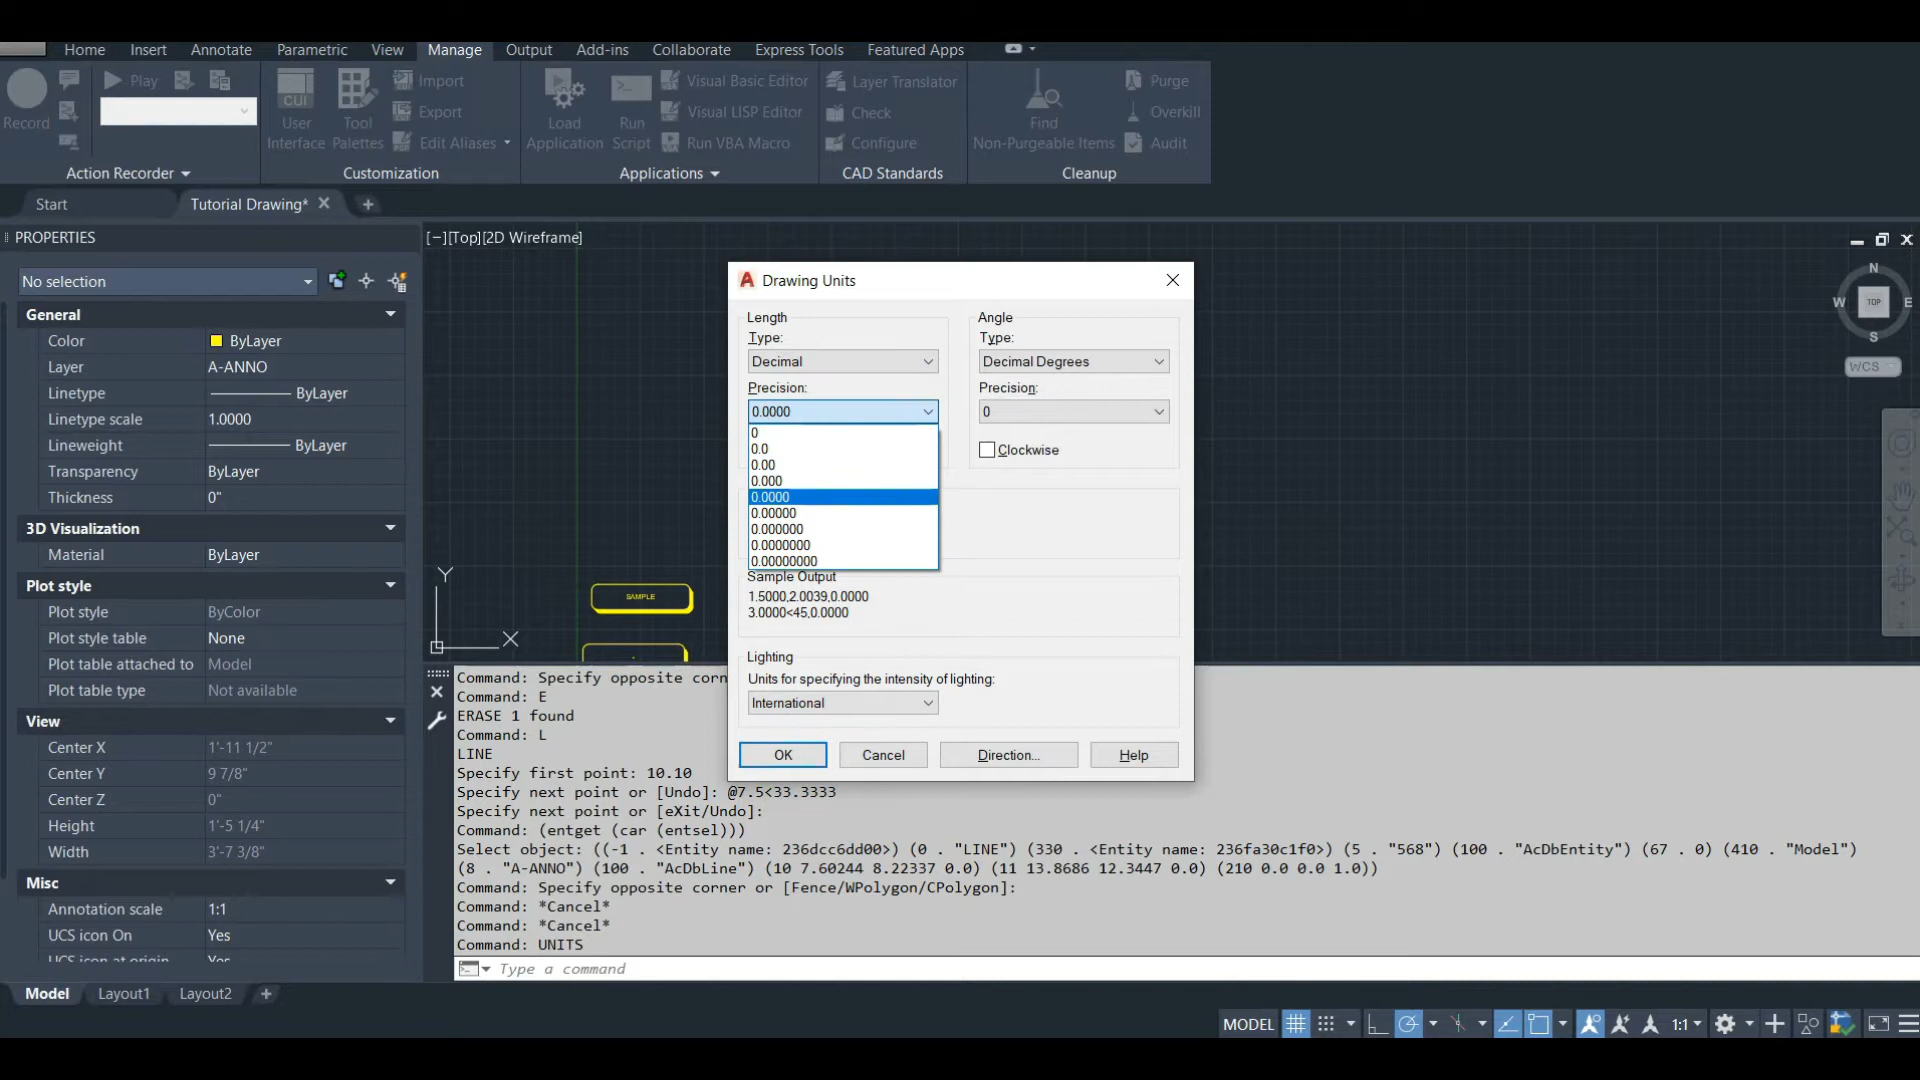 Home Insert Annotate Parametric View Manage Output Add-ins Collaborate Express Tools Featured Apps
Record
Play
CUI
User
Interface
Tool
Palettes
Import
Export
Edit Aliases
Load
Application
Run
Script
Visual Basic Editor
Visual LISP Editor
Run VBA Macro
Layer Translator
Check
Configure
Find
Non-Purgeable Items
Purge
Overkill
Audit
Action Recorder Customization Applications CAD Standards Cleanup
Start Tutorial Drawing*
PROPERTIES
No selection
General
Color ByLayer
Layer A-ANNO
Linetype ByLayer
Linetype scale 1.0000
Lineweight ByLayer
Transparency ByLayer
Thickness 0"
3D Visualization
Material ByLayer
Plot style
Plot style ByColor
Plot style table None
Plot table attached to Model
Plot table type Not available
View
Center X 1'-11 1/2"
Center Y 9 7/8"
Center Z 0"
Height 1'-5 1/4"
Width 3'-7 3/8"
Misc
Annotation scale 1:1
UCS icon On Yes
UCS icon at origin Yes
[−][Top][2D Wireframe]
N
W TOP E
S
WCS
Y
X
SAMPLE
Drawing Units
Length
Type:
Decimal
Precision:
0.0000
0
0.0
0.00
0.000
0.0000
0.00000
0.000000
0.0000000
0.00000000
Angle
Type:
Decimal Degrees
Precision:
0
Clockwise
Sample Output
1.5000,2.0039,0.0000
3.0000<45,0.0000
Lighting
Units for specifying the intensity of lighting:
International
OK Cancel Direction... Help
Command: Specify opposite corn
Command: E
ERASE 1 found
Command: L
LINE
Specify first point: 10.10
Specify next point or [Undo]: @7.5<33.3333
Specify next point or [eXit/Undo]:
Command: (entget (car (entsel)))
Select object: ((-1 . <Entity name: 236dcc6dd00>) (0 . "LINE") (330 . <Entity name: 236fa30c1f0>) (5 . "568") (100 . "AcDbEntity") (67 . 0) (410 . "Model")
(8 . "A-ANNO") (100 . "AcDbLine") (10 7.60244 8.22337 0.0) (11 13.8686 12.3447 0.0) (210 0.0 0.0 1.0))
Command: Specify opposite corner or [Fence/WPolygon/CPolygon]:
Command: *Cancel*
Command: *Cancel*
Command: UNITS
Type a command
Model Layout1 Layout2
MODEL 1:1